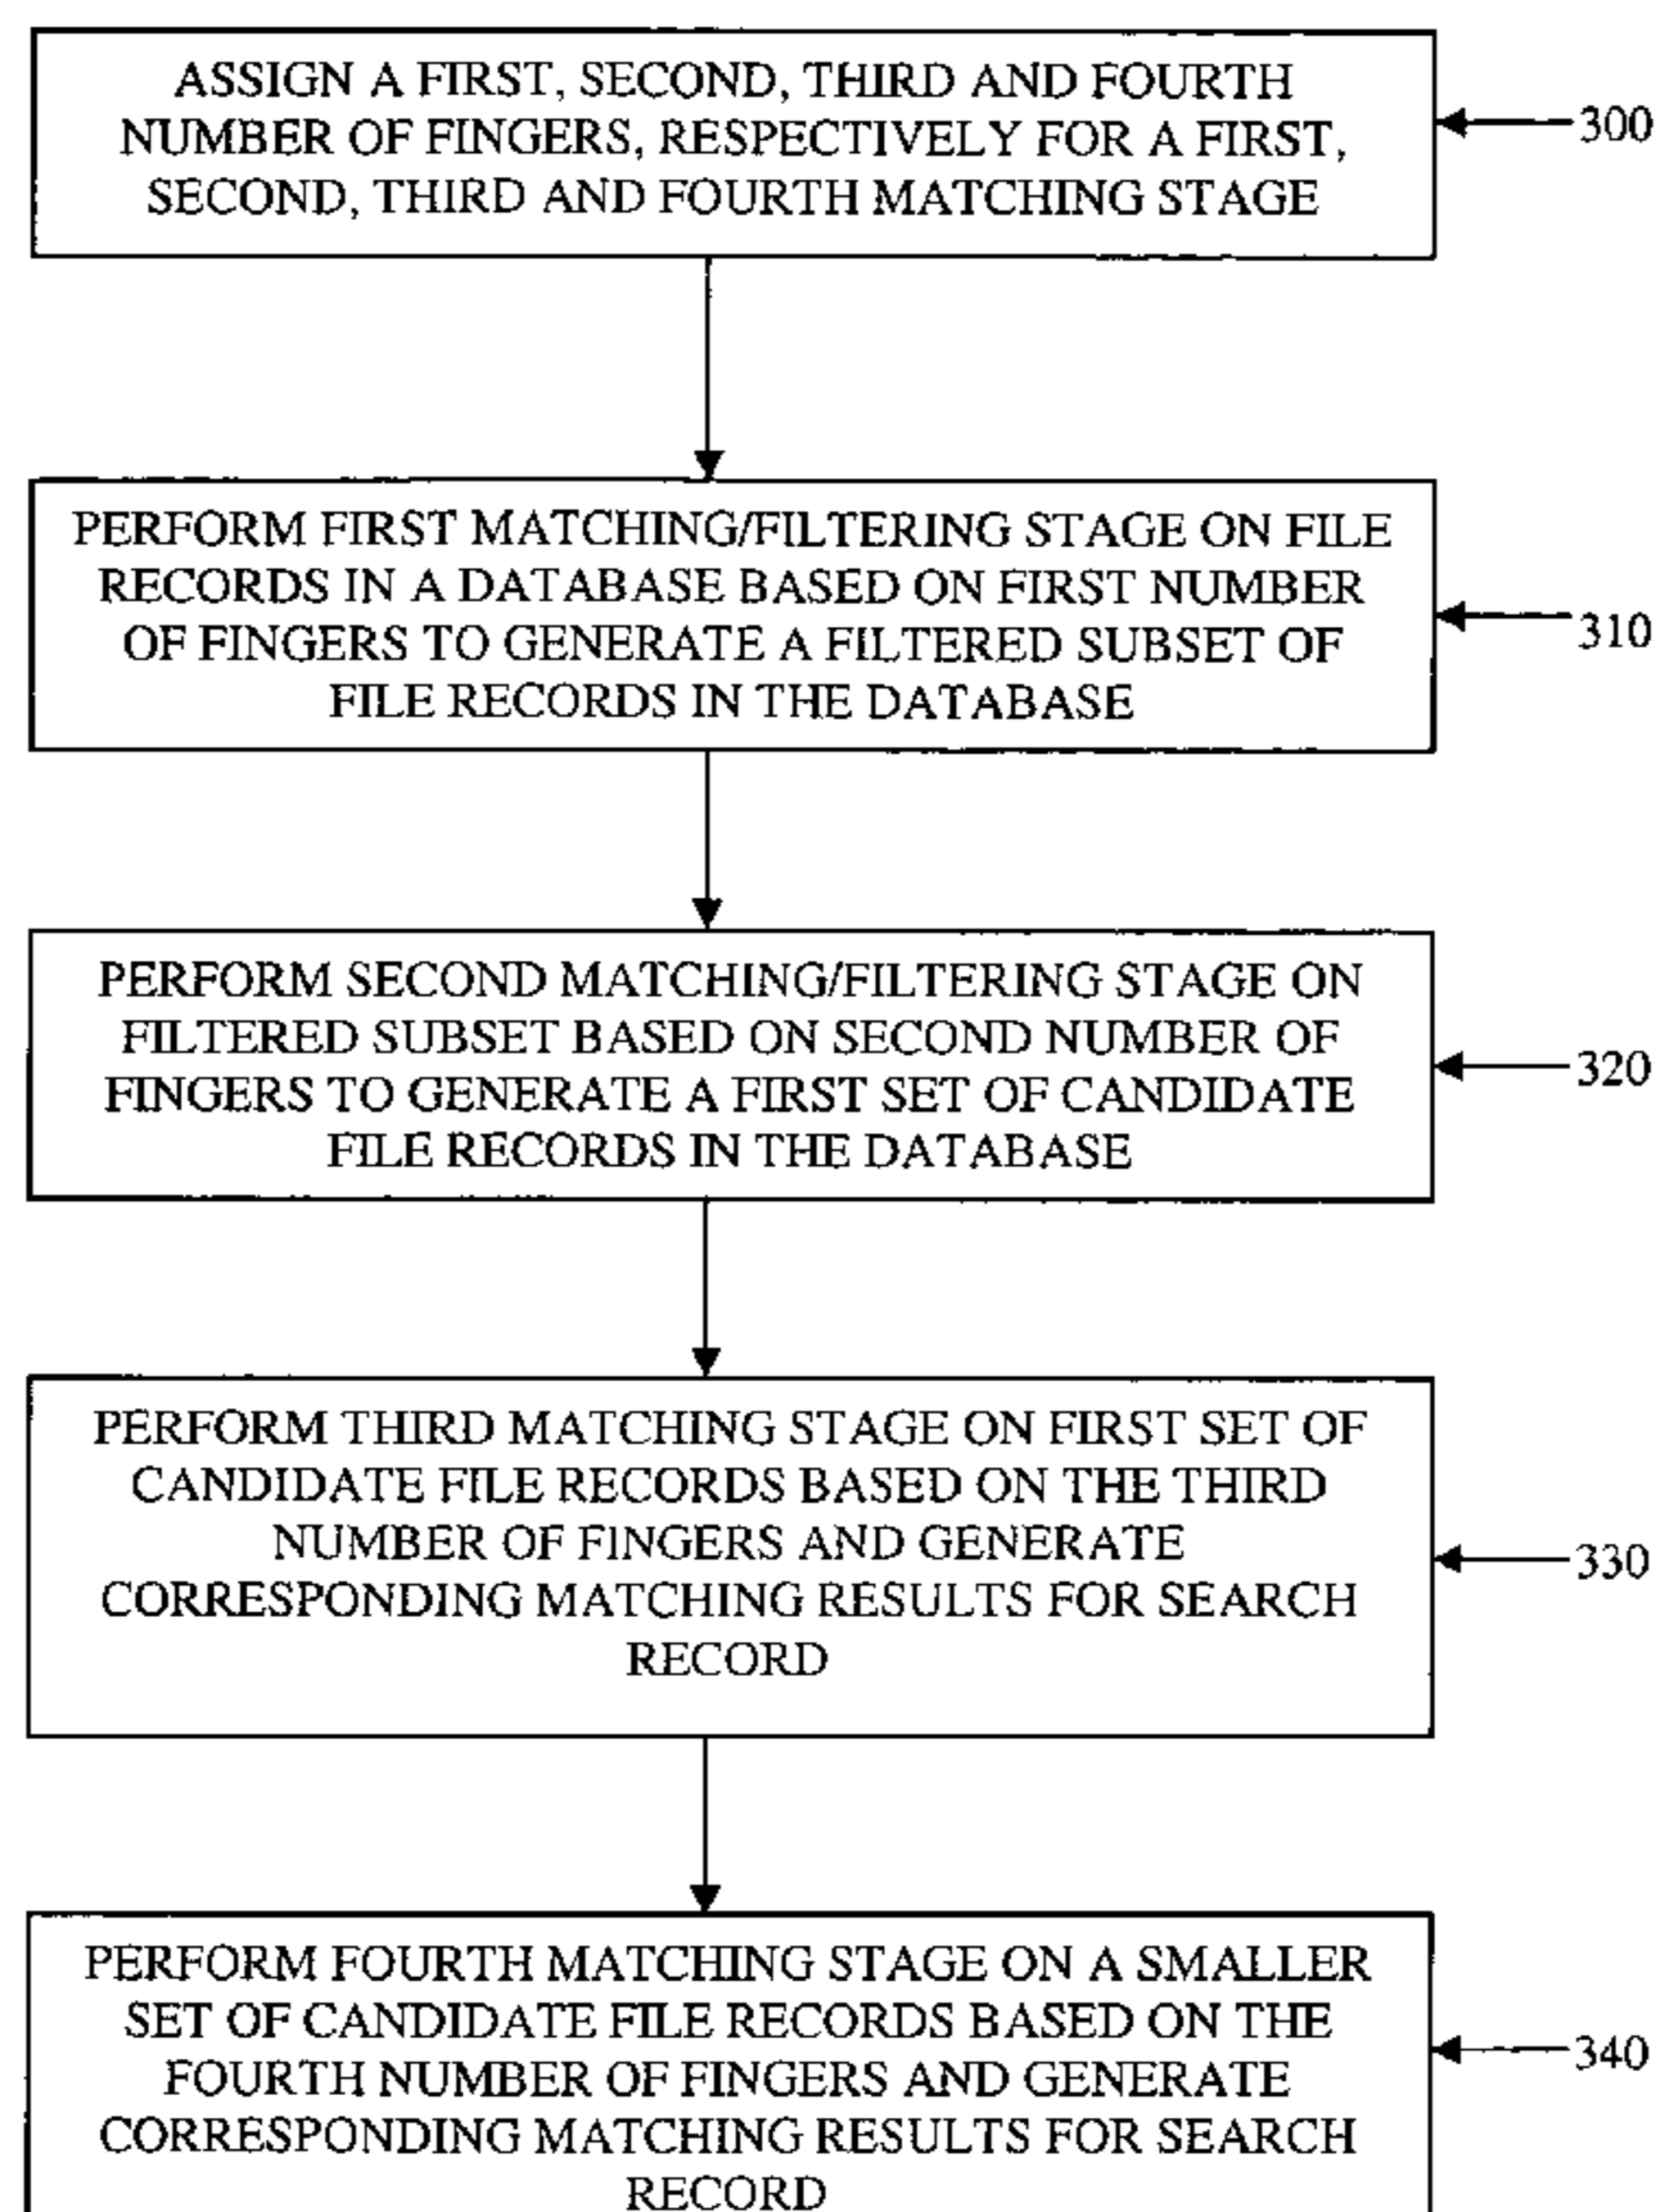 ASSIGN A FIRST, SECOND, THIRD AND FOURTH
NUMBER OF FINGERS, RESPECTIVELY FOR A FIRST,
SECOND, THIRD AND FOURTH MATCHING STAGE
300
PERFORM FIRST MATCHING/FILTERING STAGE ON FILE
RECORDS IN A DATABASE BASED ON FIRST NUMBER
OF FINGERS TO GENERATE A FILTERED SUBSET OF
FILE RECORDS IN THE DATABASE
310
PERFORM SECOND MATCHING/FILTERING STAGE ON
FILTERED SUBSET BASED ON SECOND NUMBER OF
FINGERS TO GENERATE A FIRST SET OF CANDIDATE
FILE RECORDS IN THE DATABASE
320
PERFORM THIRD MATCHING STAGE ON FIRST SET OF
CANDIDATE FILE RECORDS BASED ON THE THIRD
NUMBER OF FINGERS AND GENERATE
CORRESPONDING MATCHING RESULTS FOR SEARCH
RECORD
330
PERFORM FOURTH MATCHING STAGE ON A SMALLER
SET OF CANDIDATE FILE RECORDS BASED ON THE
FOURTH NUMBER OF FINGERS AND GENERATE
CORRESPONDING MATCHING RESULTS FOR SEARCH
RECORD
340